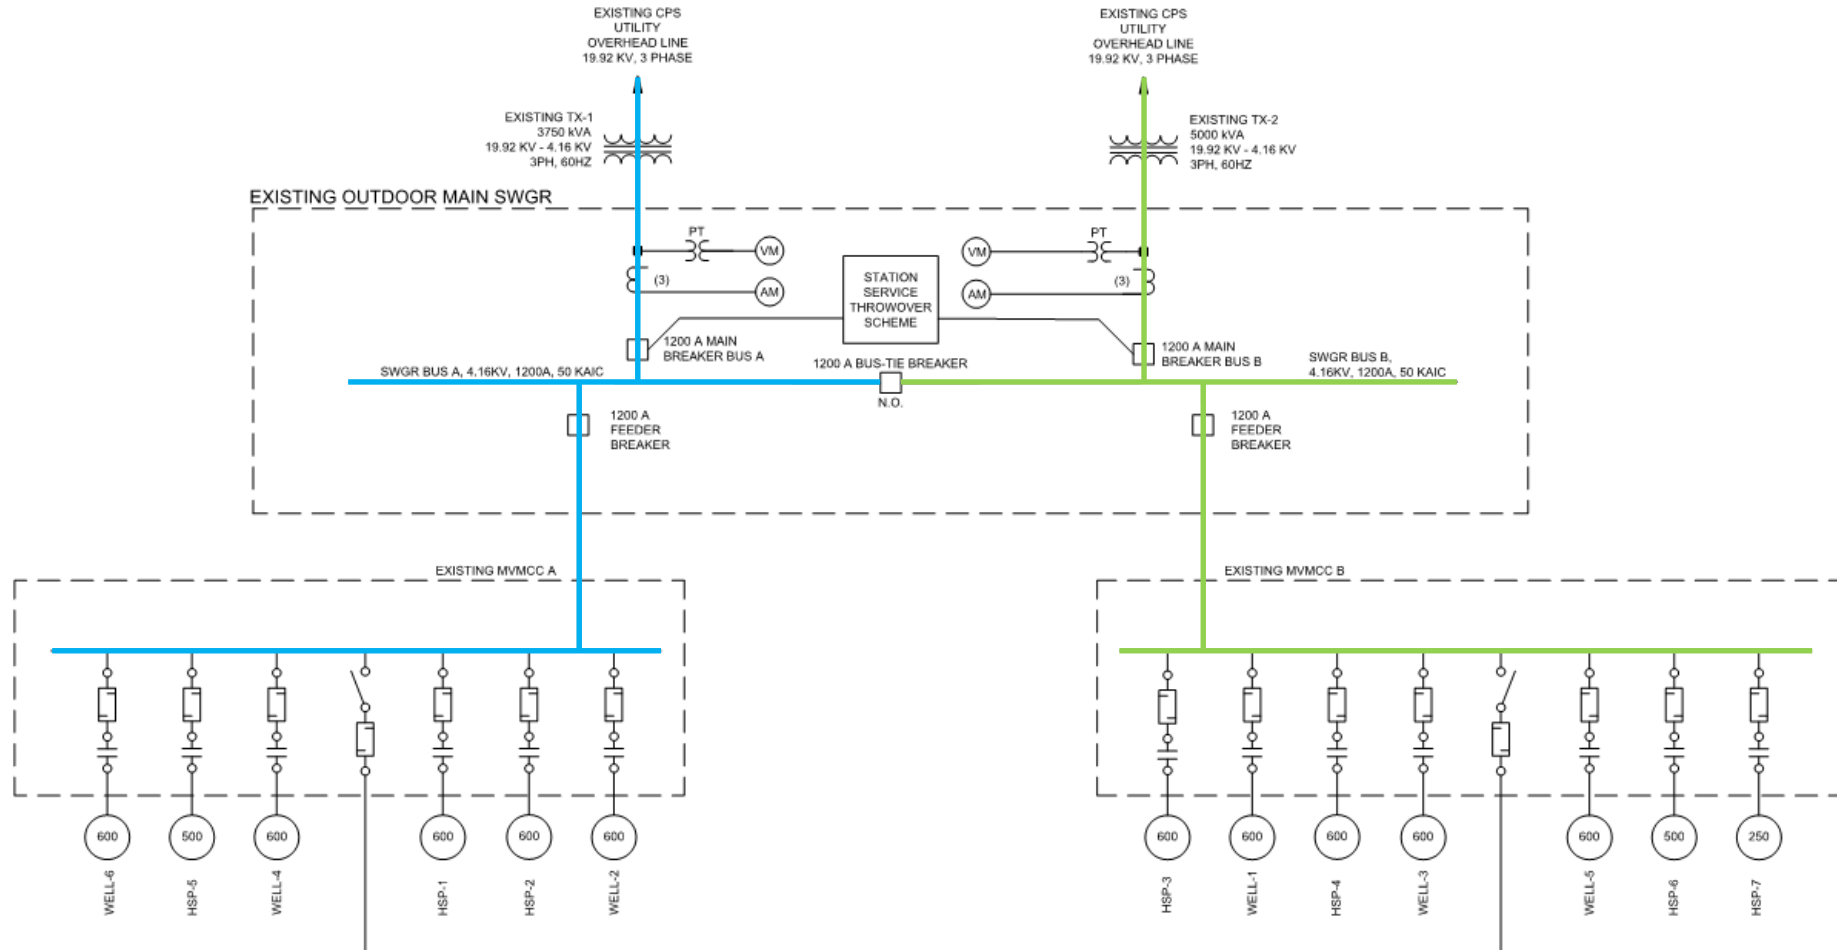 EXISTING CPS
UTILITY
OVERHEAD LINE
19.92 KV, 3 PHASE
EXISTING CPS
UTILITY
OVERHEAD LINE
19.92 KV, 3 PHASE
EXISTING TX-1
3750 kVA
19.92 KV - 4.16 KV
3PH, 60HZ
EXISTING TX-2
5000 kVA
19.92 KV - 4.16 KV
3PH, 60HZ
EXISTING OUTDOOR MAIN SWGR
PT
VM
(3)
AM
STATION
SERVICE
THROWOVER
SCHEME
PT
VM
(3)
AM
1200 A MAIN
BREAKER BUS A
1200 A BUS-TIE BREAKER
N.O.
1200 A MAIN
BREAKER BUS B
SWGR BUS A, 4.16KV, 1200A, 50 KAIC
SWGR BUS B,
4.16KV, 1200A, 50 KAIC
1200 A
FEEDER
BREAKER
1200 A
FEEDER
BREAKER
EXISTING MVMCC A
EXISTING MVMCC B
600
500
600
600
600
600
600
600
600
600
600
500
250
WELL-6
HSP-5
WELL-4
HSP-1
HSP-2
WELL-2
HSP-3
WELL-1
HSP-4
WELL-3
WELL-5
HSP-6
HSP-7